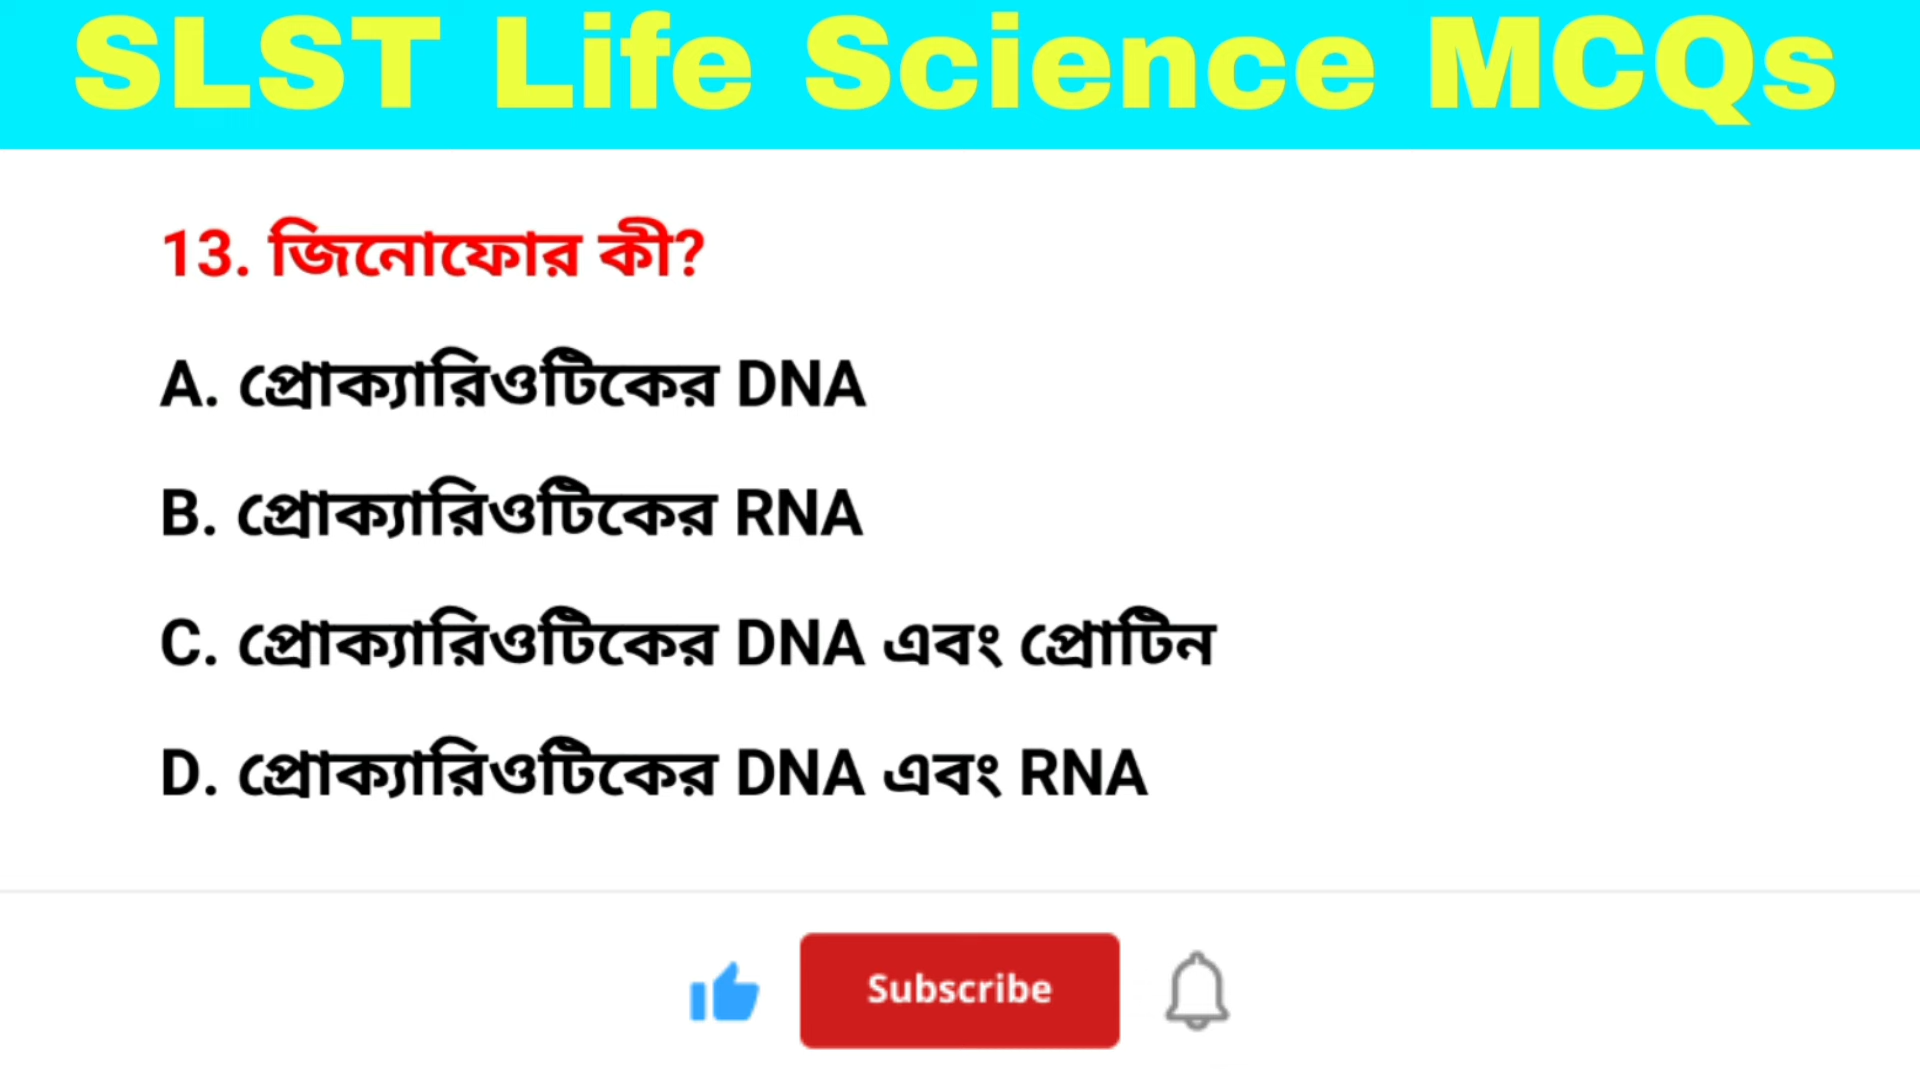 SLST Life Science MCQs
13. জিনোফোর কী?
A. প্রোক্যারিওটিকের DNA
B. প্রোক্যারিওটিকের RNA
C. প্রোক্যারিওটিকের DNA এবং প্রোটিন
D. প্রোক্যারিওটিকের DNA এবং RNA
Subscribe